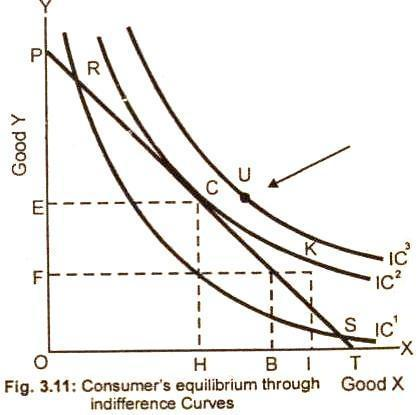 Y
P
R
Good Y
U
C
E
K
IC³
F
IC²
S
IC¹
O
H
B
I
T
X
Fig. 3.11: Consumer's equilibrium through
Good X
indifference Curves